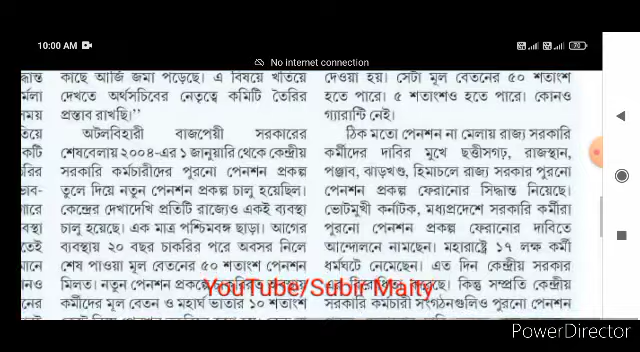 10:00 AM
No internet connection
দ্ধান্ত
র্মলা
সময়
কাছে আর্জি জমা পড়েছে। এ বিষয়ে খতিয়ে
দেখতে অর্থসচিবের নেতৃত্বে কমিটি তৈরির
প্রস্তাব রাখছি।’’
অটলবিহারী বাজপেয়ী সরকারের
শেষবেলায় ২০০৪-এর ১ জানুয়ারি থেকে কেন্দ্রীয়
সরকারি কর্মচারীদের পুরনো পেনশন প্রকল্প
তুলে দিয়ে নতুন পেনশন প্রকল্প চালু হয়েছিল।
কেন্দ্রের দেখাদেখি প্রতিটি রাজ্যেও একই ব্যবস্থা
চালু হয়েছে। এক মাত্র পশ্চিমবঙ্গ ছাড়া। আগের
ব্যবস্থায় ২০ বছর চাকরির পরে অবসর নিলে
শেষ পাওয়া মূল বেতনের ৫০ শতাংশ পেনশন
মিলত। নতুন পেনশন প্রকল্পে
কর্মীদের মূল বেতন ও মহার্ঘ ভাতার ১০ শতাংশ
দেওয়া হয়। সেটা মূল বেতনের ৫০ শতাংশ
হতে পারে। ৫ শতাংশও হতে পারে। কোনও
গ্যারান্টি নেই।
ঠিক মতো পেনশন না মেলায় রাজ্য সরকারি
কর্মীদের দাবির মুখে ছত্তীসগঢ়, রাজস্থান,
পঞ্জাব, ঝাড়খণ্ড, হিমাচলে রাজ্য সরকার পুরনো
পেনশন প্রকল্প ফেরানোর সিদ্ধান্ত নিয়েছে।
ভোটমুখী কর্নাটক, মধ্যপ্রদেশে সরকারি কর্মীরা
পুরনো পেনশন প্রকল্প ফেরানোর দাবিতে
আন্দোলনে নামছেন। মহারাষ্ট্রে ১৭ লক্ষ কর্মী
ধর্মঘটে নেমেছেন। এত দিন কেন্দ্রীয় সরকার
কিন্তু সম্প্রতি কেন্দ্রীয়
সরকারি কর্মচারী সংগঠনগুলিও পুরনো পেনশন
YouTube/Subir Maity
PowerDirector